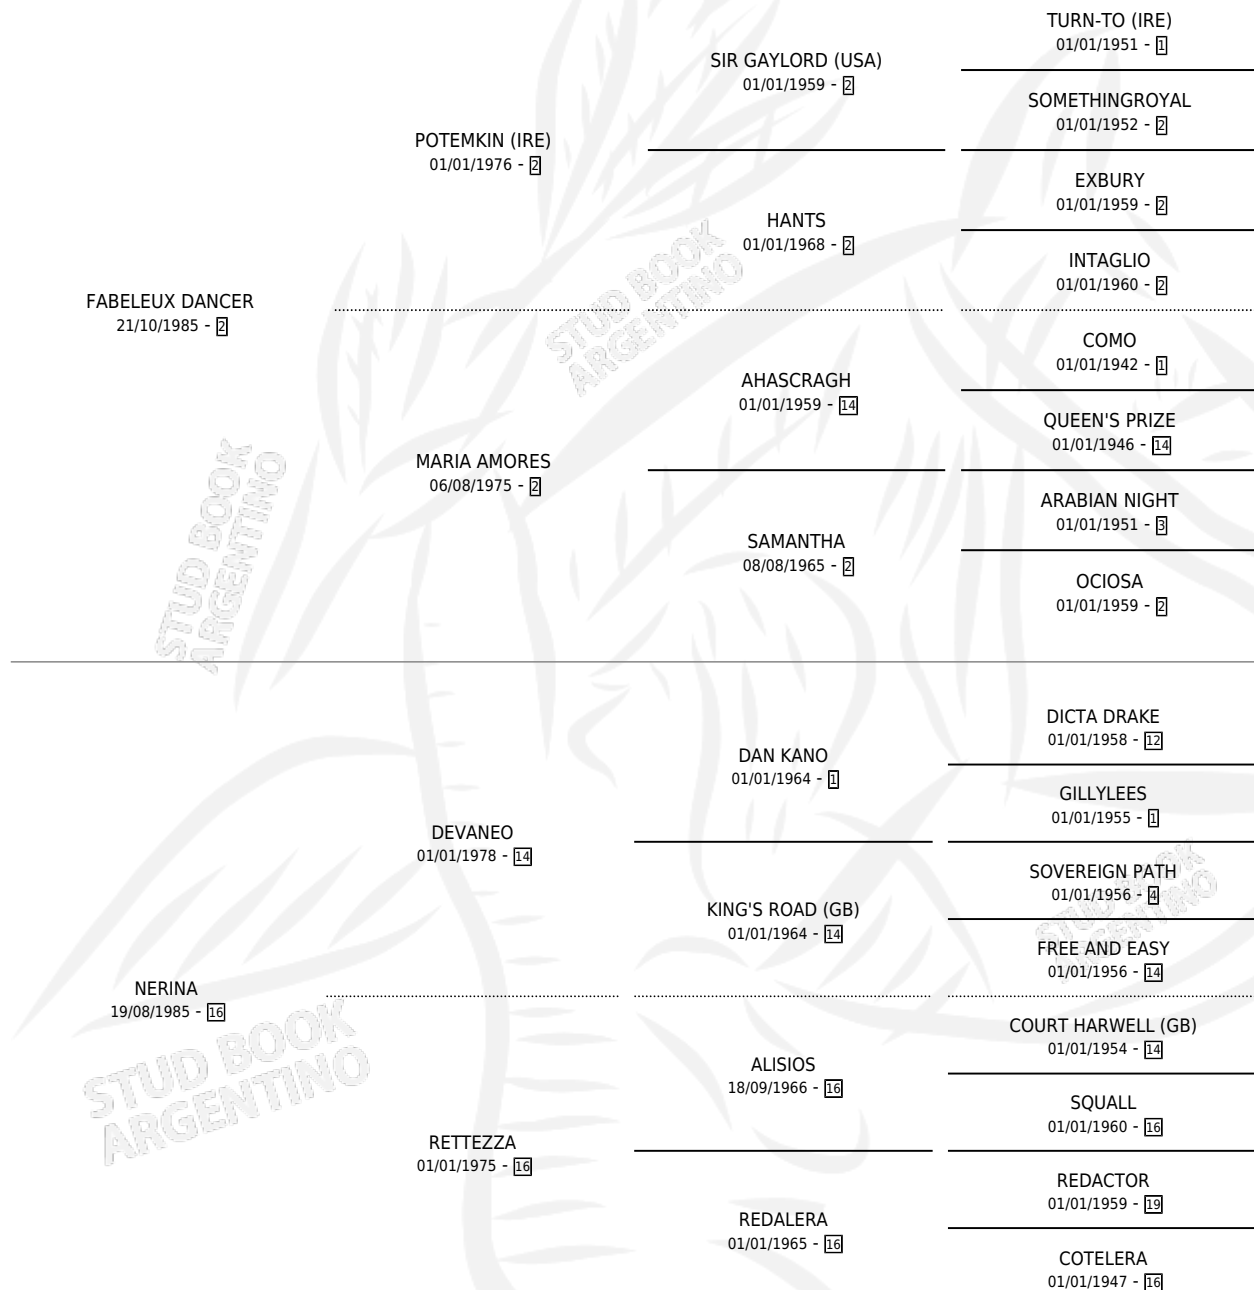 TURN-TO (IRE)
01/01/1951 - 1
SIR GAYLORD (USA)
01/01/1959 - 2
SOMETHINGROYAL
01/01/1952 - 2
POTEMKIN (IRE)
01/01/1976 - 2
EXBURY
01/01/1959 - 2
HANTS
01/01/1968 - 2
INTAGLIO
01/01/1960 - 2
FABELEUX DANCER
21/10/1985 - 2
STUD BOOK
ARGENTINO
COMO
01/01/1942 - 1
AHASCRAGH
01/01/1959 - 14
QUEEN'S PRIZE
01/01/1946 - 14
MARIA AMORES
06/08/1975 - 2
ARABIAN NIGHT
01/01/1951 - 3
SAMANTHA
08/08/1965 - 2
OCIOSA
01/01/1959 - 2
STUD BOOK
ARGENTINO
DICTA DRAKE
01/01/1958 - 12
DAN KANO
01/01/1964 - 1
GILLYLEES
01/01/1955 - 1
DEVANEO
01/01/1978 - 14
SOVEREIGN PATH
01/01/1956 - 4
KING'S ROAD (GB)
01/01/1964 - 14
FREE AND EASY
01/01/1956 - 14
STUD BOOK
ARGENTINO
NERINA
19/08/1985 - 16
COURT HARWELL (GB)
01/01/1954 - 14
ALISIOS
18/09/1966 - 16
SQUALL
01/01/1960 - 16
STUD BOOK
ARGENTINO
RETTEZZA
01/01/1975 - 16
REDACTOR
01/01/1959 - 19
REDALERA
01/01/1965 - 16
COTELERA
01/01/1947 - 16